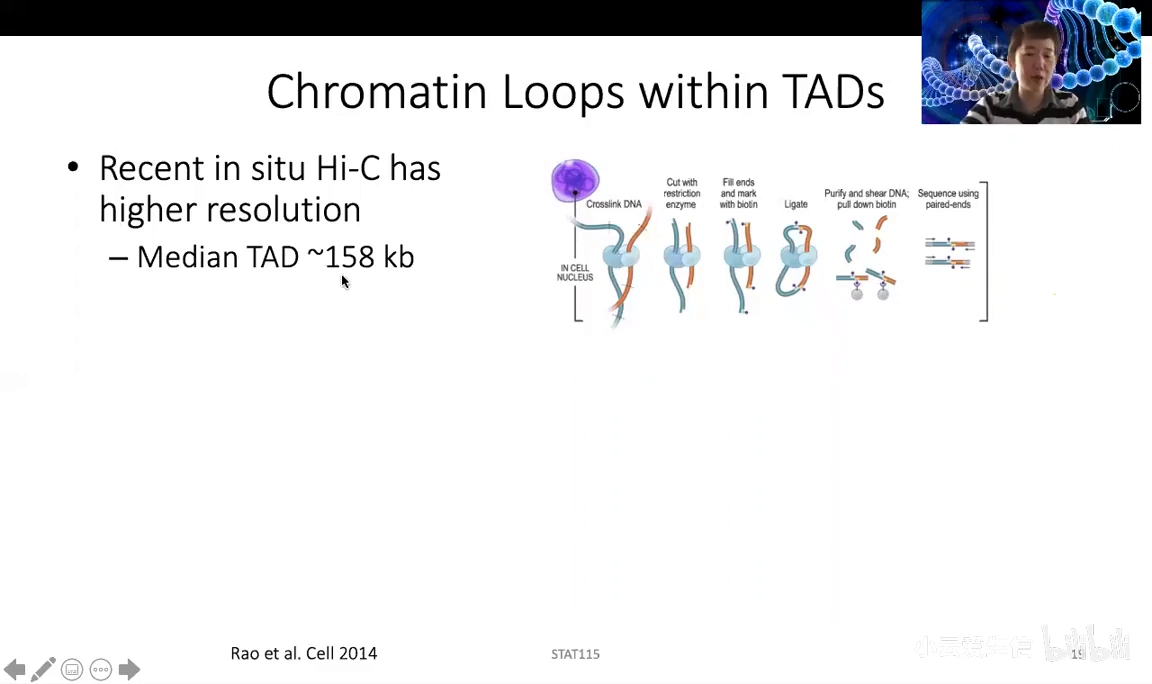 Chromatin Loops within TADs
• Recent in situ Hi-C has
higher resolution
– Median TAD ~158 kb
Crosslink DNA
Cut with
restriction
enzyme
Fill ends
and mark
with biotin
Ligate
Purify and shear DNA;
pull down biotin
Sequence using
paired-ends
IN CELL
NUCLEUS
Rao et al. Cell 2014
STAT115
19
bilibili